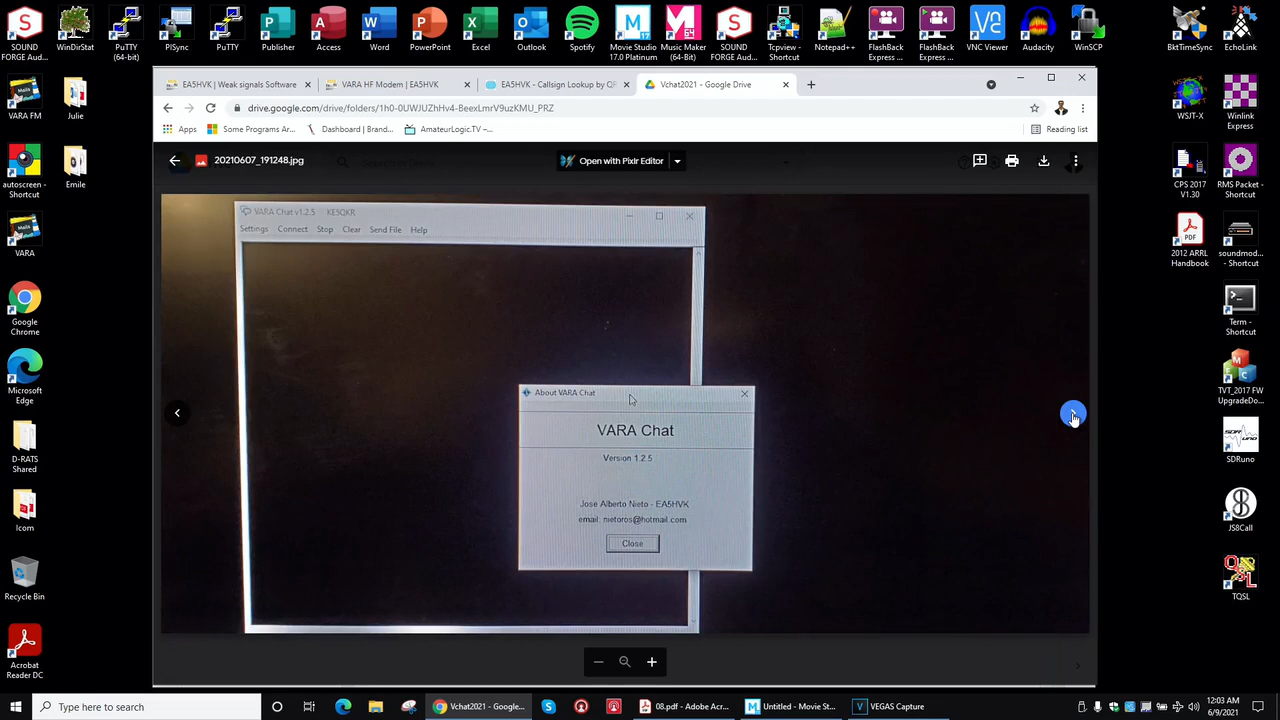 SOUND FORGE Aud...
WinDirStat
PuTTY (64-bit)
PiSync
PuTTY
Publisher
Access
Word
PowerPoint
Excel
Outlook
Spotify
Movie Studio 17.0 Platinum
Music Maker (64-Bit)
SOUND FORGE Aud...
Tcpview - Shortcut
Notepad++
FlashBack Express ...
FlashBack Express ...
VNC Viewer
Audacity
WinSCP
BktTimeSync
EchoLink
VARA FM
Julie
autoscreen - Shortcut
Emile
VARA
Google Chrome
Microsoft Edge
D-RATS Shared
Icom
Recycle Bin
Acrobat Reader DC
EA5HVK | Weak signals Software
VARA HF Modem | EA5HVK
EA5HVK - Callsign Lookup by QR
Vchat2021 - Google Drive
drive.google.com/drive/folders/1h0-0UWJUZhHv4-BeexLmrV9uzKMU_PRZ
Apps
Some Programs Ar...
Dashboard | Brand...
AmateurLogic.TV –...
Reading list
20210607_191248.jpg
Open with Pixlr Editor
VARA Chat v1.2.5 KE5QKR
Settings Connect Stop Clear Send File Help
About VARA Chat
VARA Chat
Version 1.2.5
Jose Alberto Nieto - EA5HVK
email: nietoros@hotmail.com
Close
WSJT-X
Winlink Express
CPS 2017 V1.30
RMS Packet - Shortcut
2012 ARRL Handbook
soundmod... - Shortcut
Term - Shortcut
TVT_2017 FW UpgradeDo...
SDRuno
JS8Call
TQSL
Type here to search
Vchat2021 - Google...
08.pdf - Adobe Acr...
Untitled - Movie St...
VEGAS Capture
12:03 AM
6/9/2021